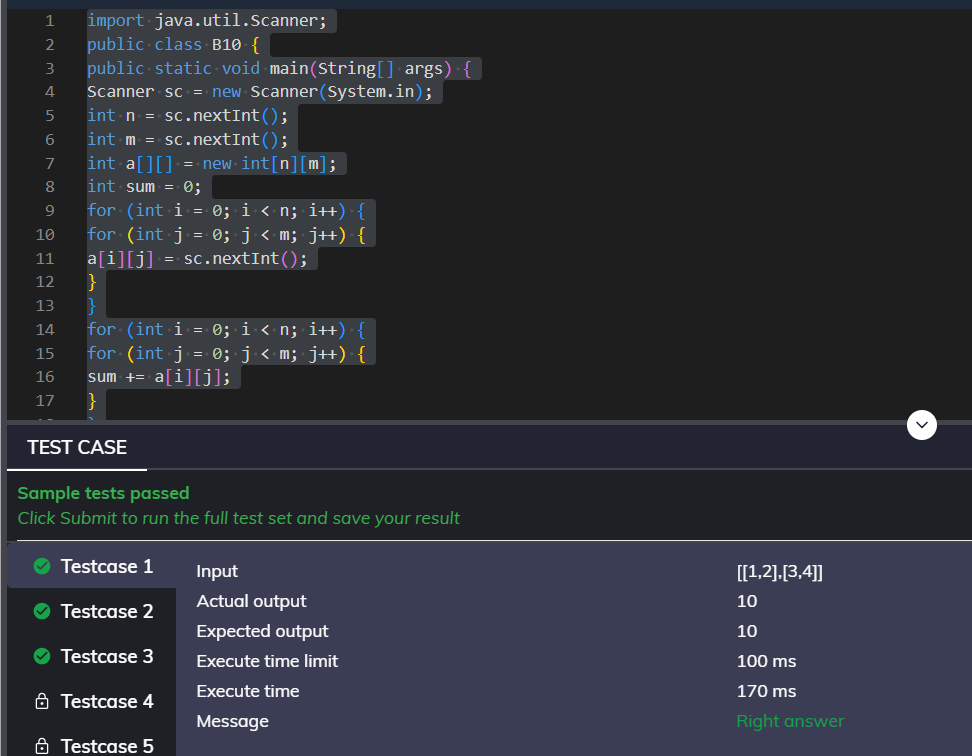 1 import java.util.Scanner;
2 public class B10 {
3 public static void main(String[] args) {
4 Scanner sc = new Scanner(System.in);
5 int n = sc.nextInt();
6 int m = sc.nextInt();
7 int a[][] = new int[n][m];
8 int sum = 0;
9 for (int i = 0; i < n; i++) {
10 for (int j = 0; j < m; j++) {
11 a[i][j] = sc.nextInt();
12 }
13 }
14 for (int i = 0; i < n; i++) {
15 for (int j = 0; j < m; j++) {
16 sum += a[i][j];
17 }
TEST CASE
Sample tests passed
Click Submit to run the full test set and save your result
Testcase 1
Testcase 2
Testcase 3
Testcase 4
Testcase 5
Input [[1,2],[3,4]]
Actual output 10
Expected output 10
Execute time limit 100 ms
Execute time 170 ms
Message Right answer